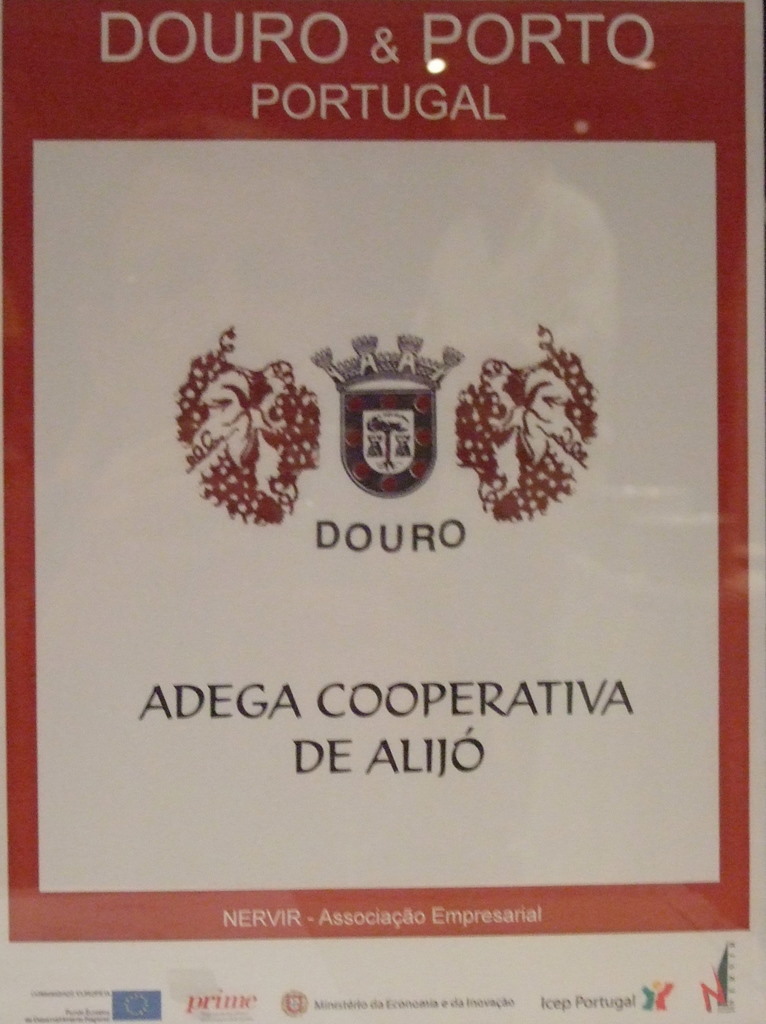 DOURO & PORTO
PORTUGAL
DOURO
ADEGA COOPERATIVA
DE ALIJÓ
NERVIR - Associação Empresarial
prime
Ministério da Economia e da Inovação
Icep Portugal